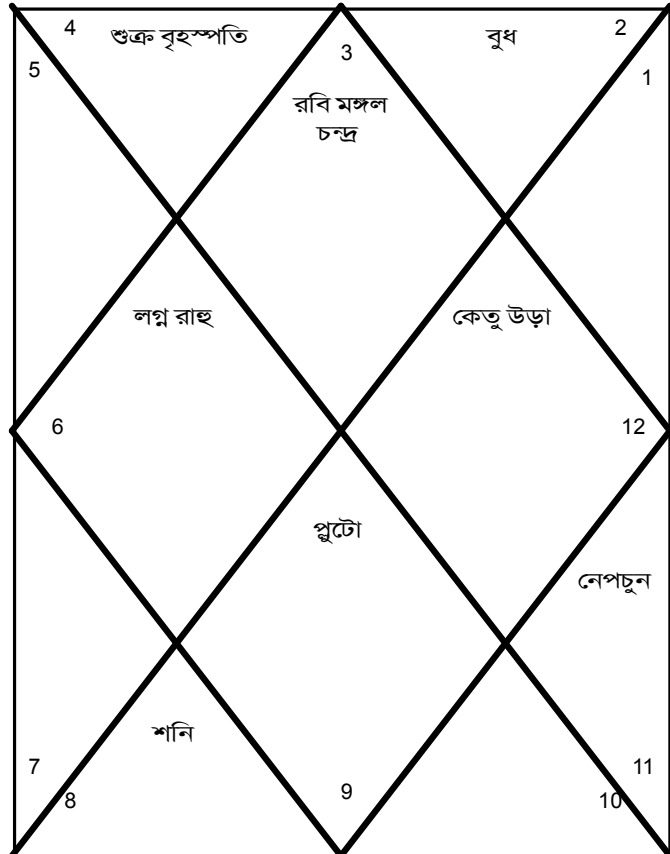 4
শুক্র বৃহস্পতি
3
বুধ
2
5
1
রবি মঙ্গল
চন্দ্র
লগ্ন রাহু
কেতু উড়া
6
12
প্লুটো
নেপচুন
শনি
7
8
9
10
11